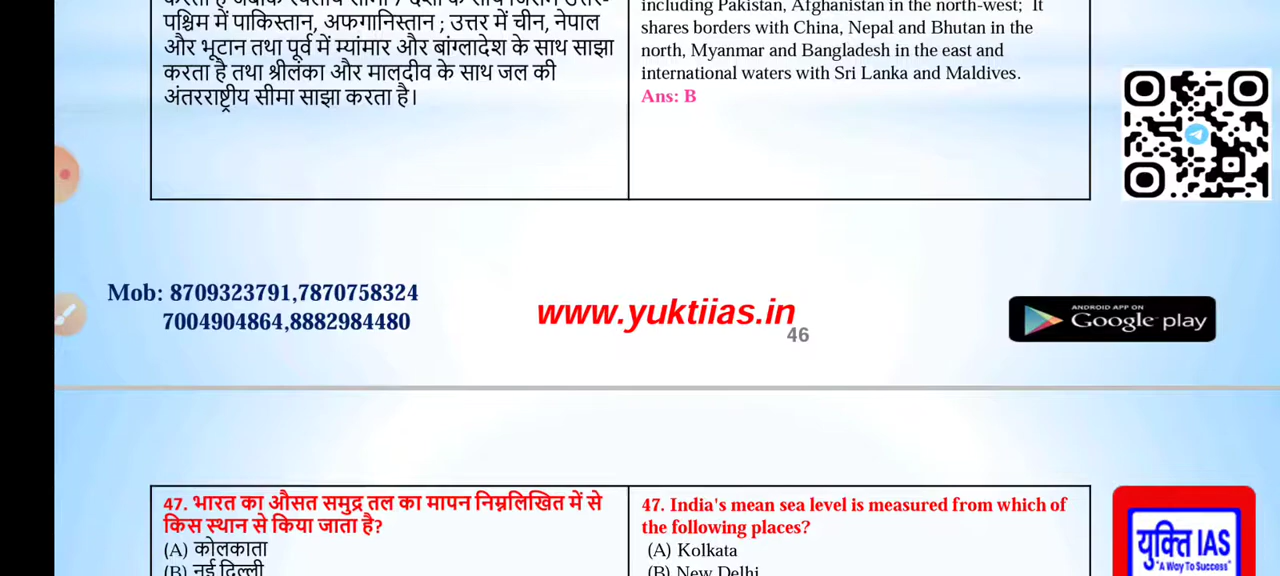 पश्चिम में पाकिस्तान, अफगानिस्तान ; उत्तर में चीन, नेपाल
और भूटान तथा पूर्व में म्यांमार और बांग्लादेश के साथ साझा
करता है तथा श्रीलंका और मालदीव के साथ जल की
अंतरराष्ट्रीय सीमा साझा करता है।
including Pakistan, Afghanistan in the north-west; It
shares borders with China, Nepal and Bhutan in the
north, Myanmar and Bangladesh in the east and
international waters with Sri Lanka and Maldives.
Ans: B
Mob: 8709323791,7870758324
7004904864,8882984480
www.yuktiias.in
46
ANDROID APP ON
Google play
47. भारत का औसत समुद्र तल का मापन निम्नलिखित में से
किस स्थान से किया जाता है?
(A) कोलकाता
(B) नई दिल्ली
47. India's mean sea level is measured from which of
the following places?
(A) Kolkata
(B) New Delhi
युक्ति IAS
"A Way To Success"